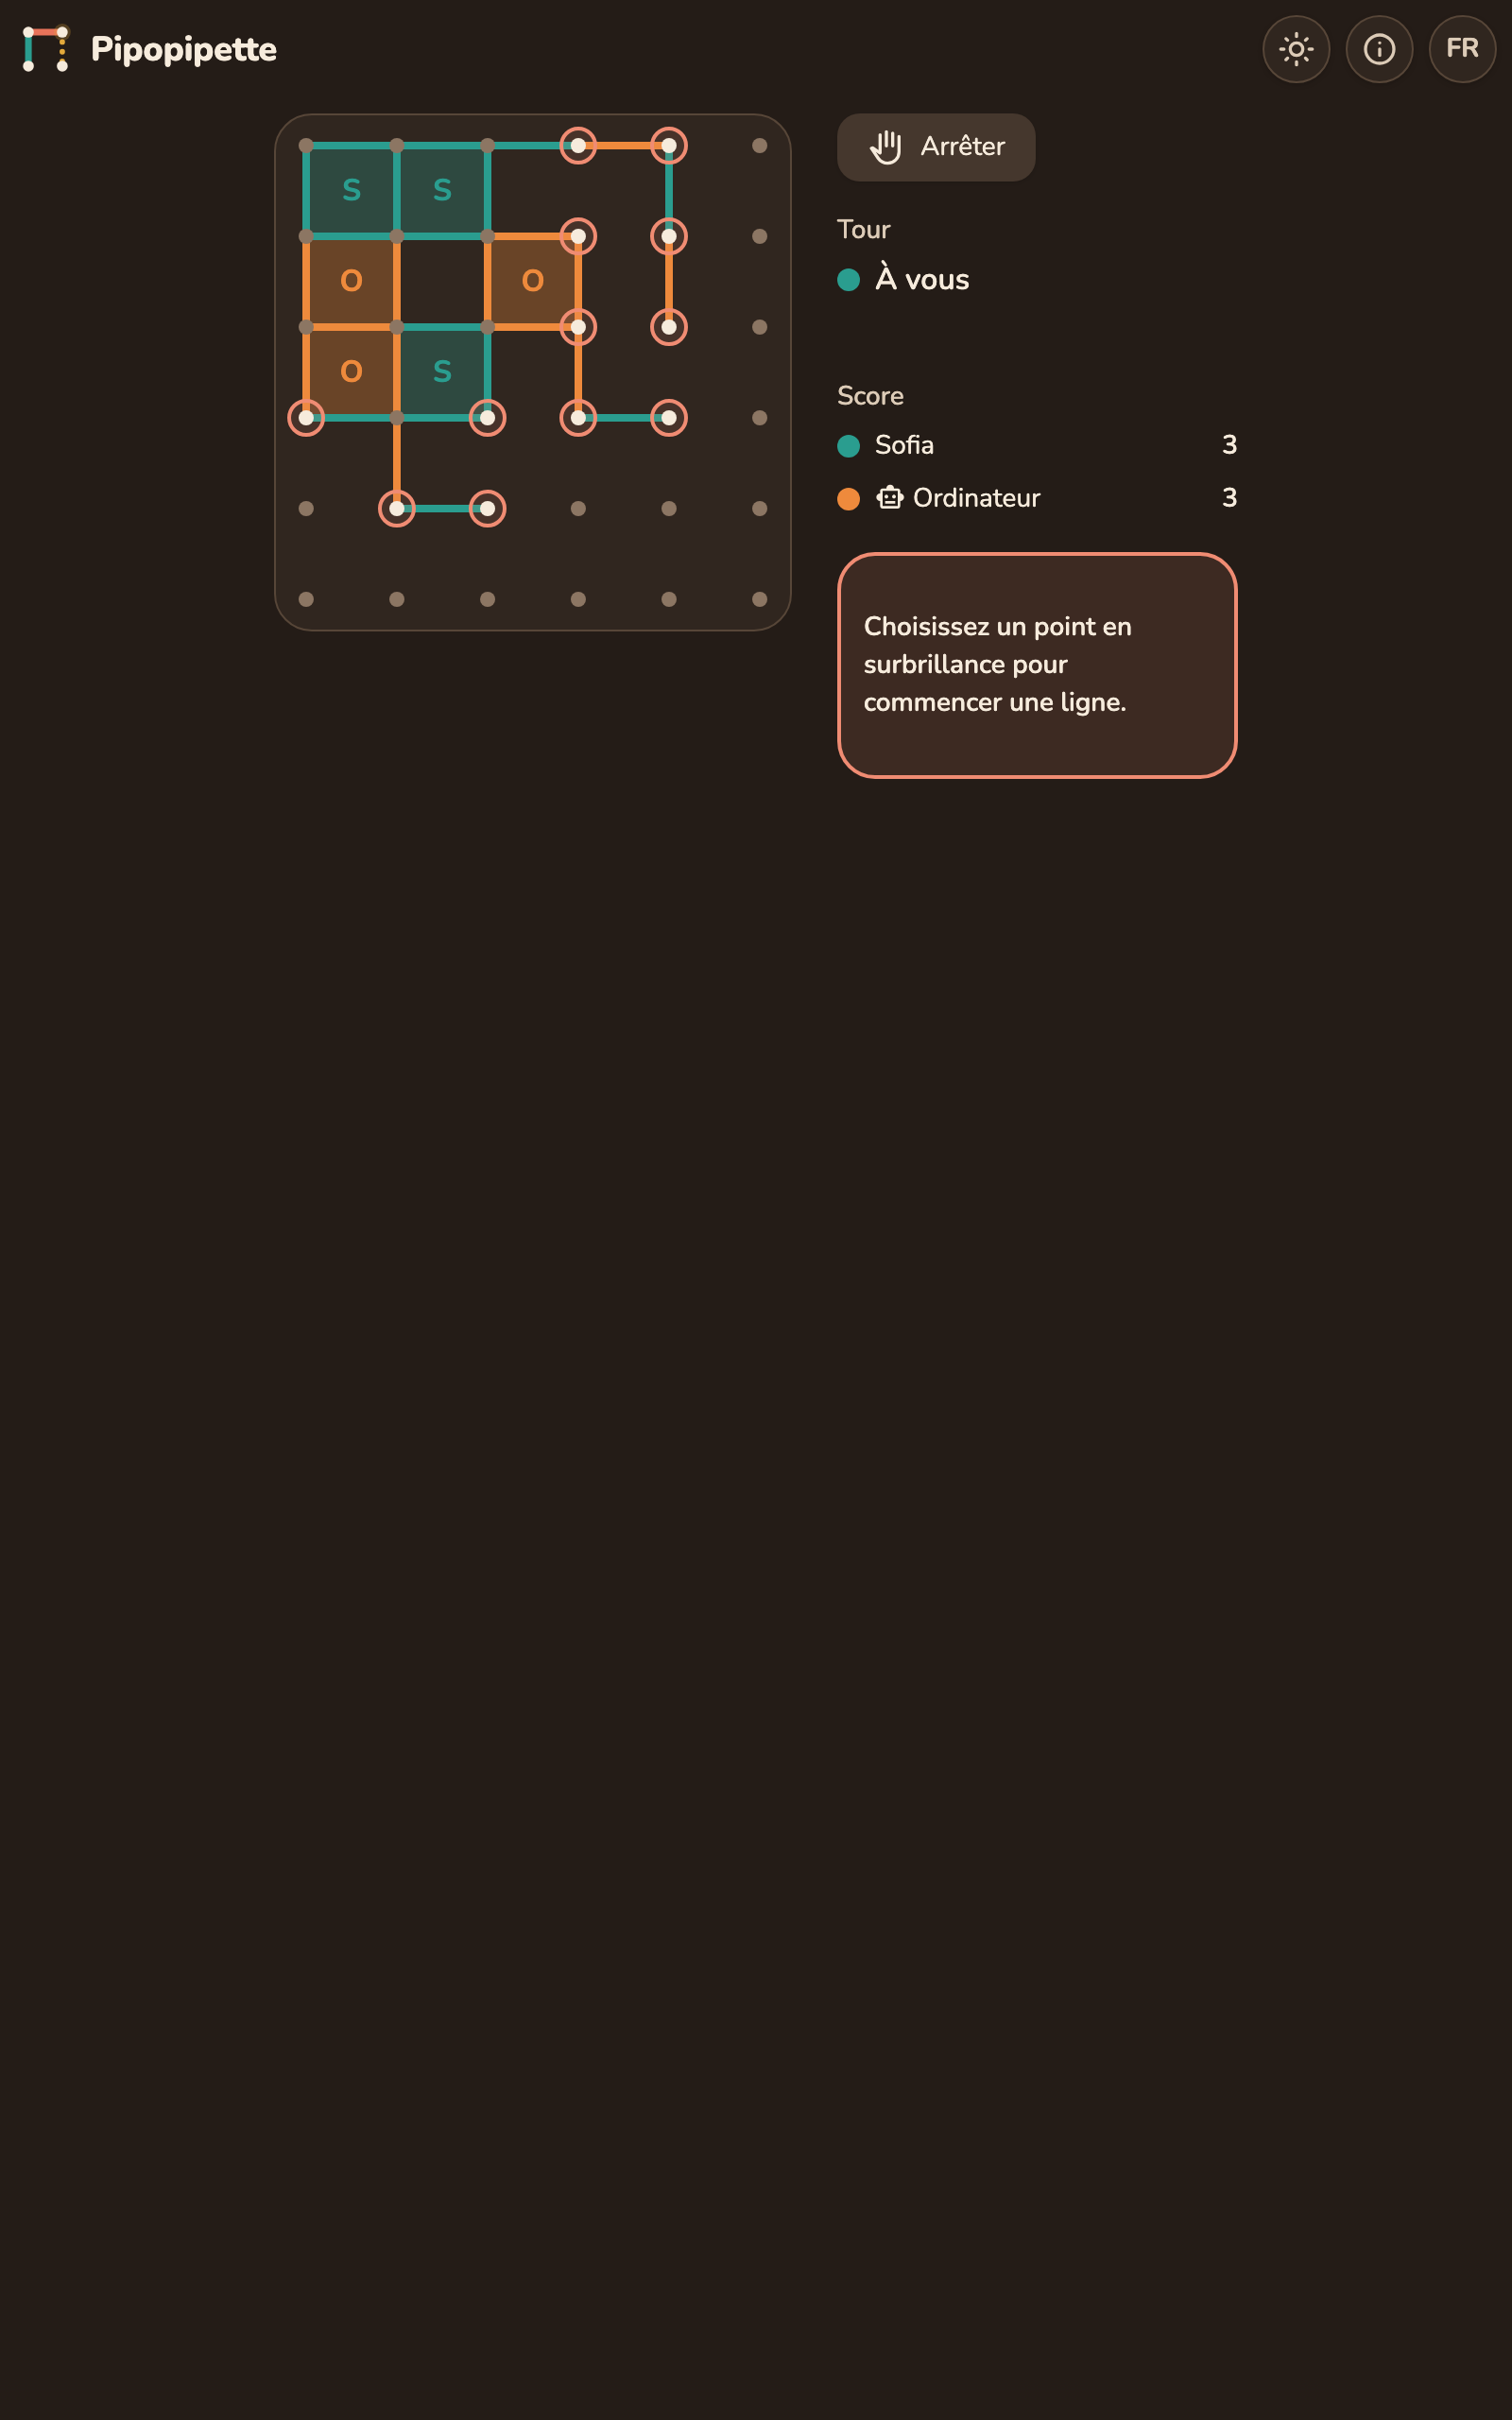 Pipopipette
FR
S S
O O
O S
Arrêter
Tour
À vous
Score
Sofia 3
Ordinateur 3
Choisissez un point en
surbrillance pour
commencer une ligne.